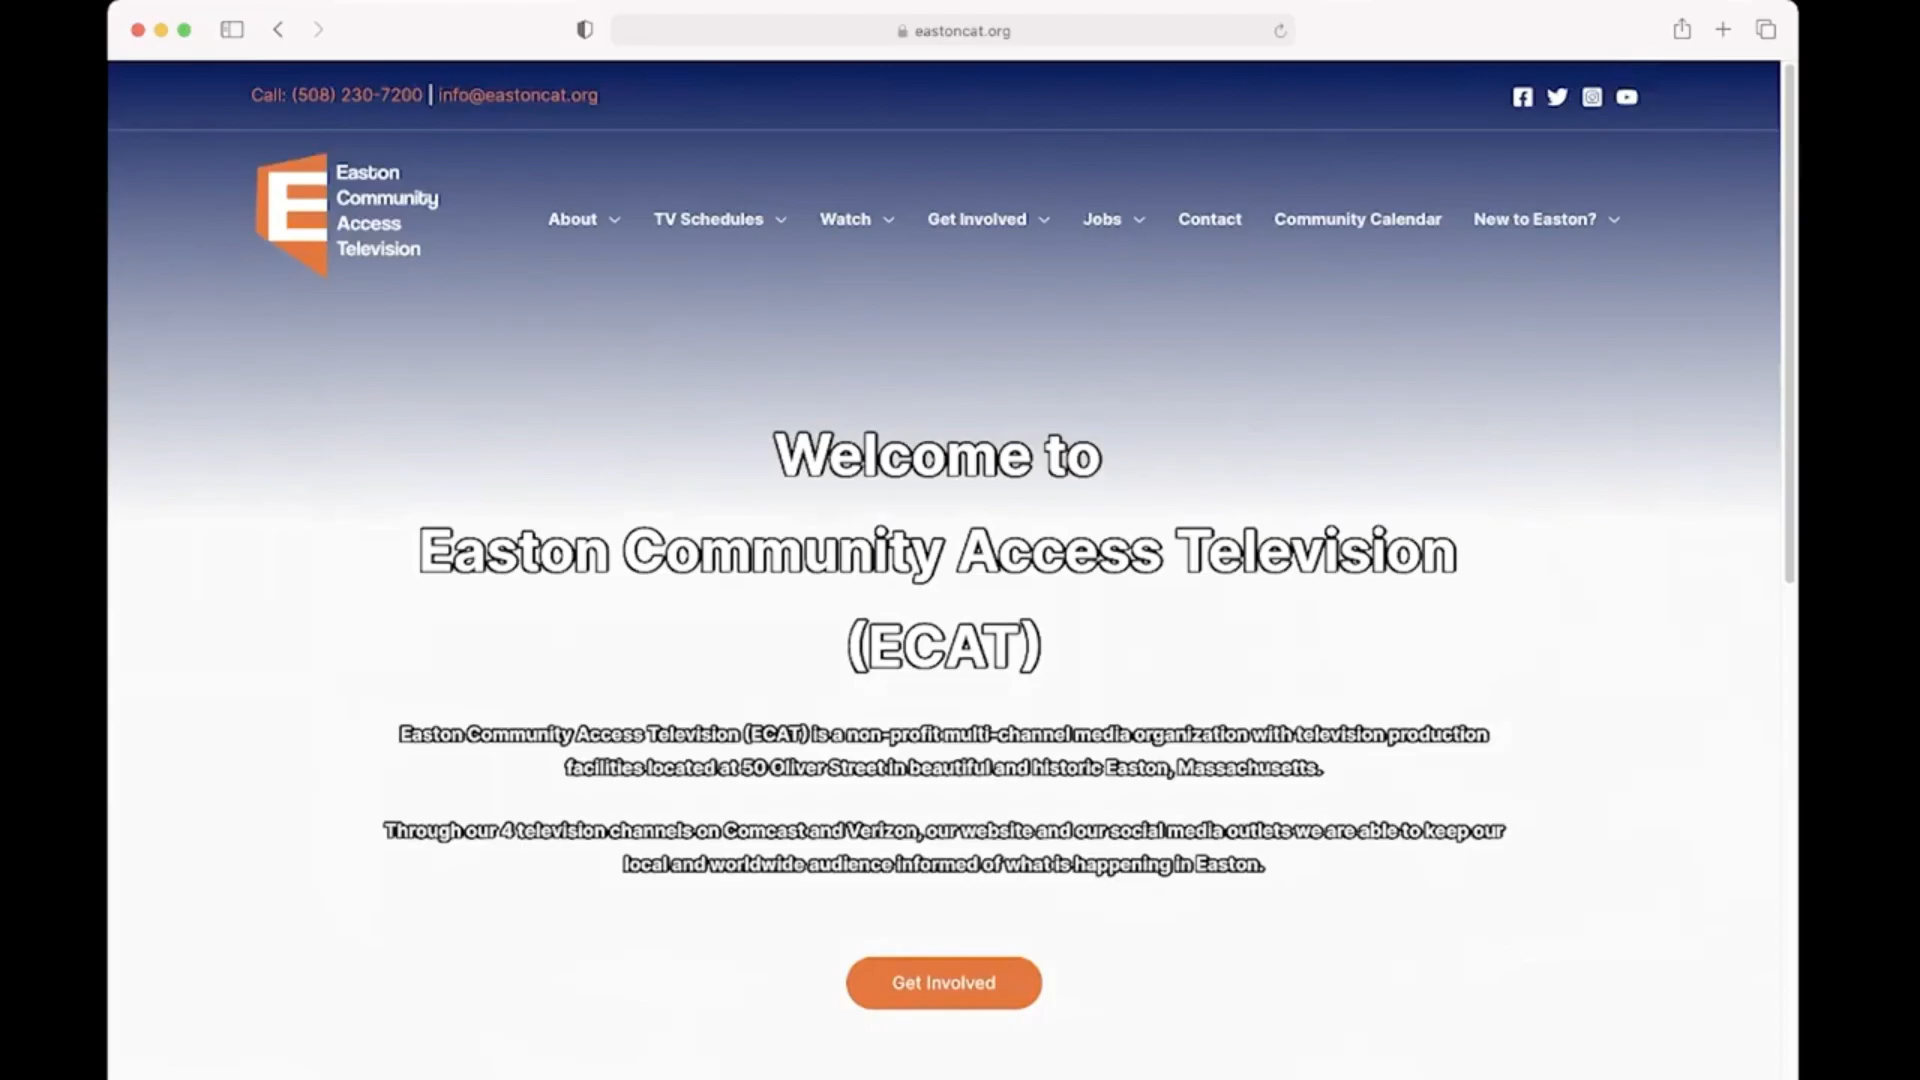 eastoncat.org
Call: (508) 230-7200 | info@eastoncat.org
Easton
Community
Access
Television
About TV Schedules Watch Get Involved Jobs Contact Community Calendar New to Easton?
Welcome to
Easton Community Access Television
(ECAT)
Easton Community Access Television (ECAT) is a non-profit multi-channel media organization with television production
facilities located at 50 Oliver Street in beautiful and historic Easton, Massachusetts.
Through our 4 television channels on Comcast and Verizon, our website and our social media outlets we are able to keep our
local and worldwide audience informed of what is happening in Easton.
Get Involved